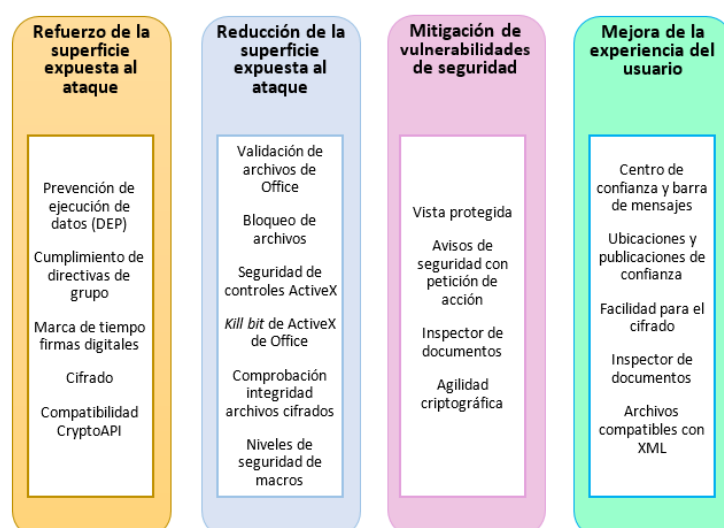 Refuerzo de la
superficie
expuesta al
ataque
Prevención de
ejecución de
datos (DEP)
Cumplimiento de
directivas de
grupo
Marca de tiempo
firmas digitales
Cifrado
Compatibilidad
CryptoAPI
Reducción de la
superficie
expuesta al
ataque
Validación de
archivos de
Office
Bloqueo de
archivos
Seguridad de
controles ActiveX
Kill bit de ActiveX
de Office
Comprobación
integridad
archivos cifrados
Niveles de
seguridad de
macros
Mitigación de
vulnerabilidades
de seguridad
Vista protegida
Avisos de
seguridad con
petición de
acción
Inspector de
documentos
Agilidad
criptográfica
Mejora de la
experiencia del
usuario
Centro de
confianza y barra
de mensajes
Ubicaciones y
publicaciones de
confianza
Facilidad para el
cifrado
Inspector de
documentos
Archivos
compatibles con
XML